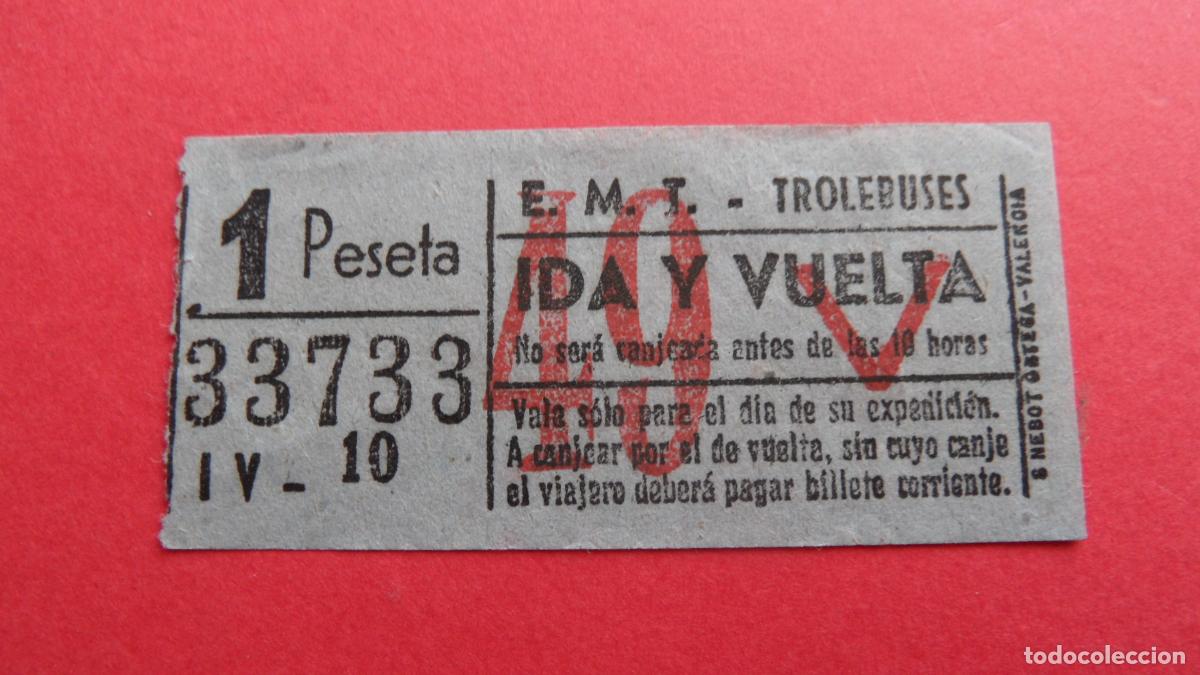 1 Peseta
33733
IV - 10
E. M. T. - TROLEBUSES
IDA Y VUELTA
No será canjeada antes de las 10 horas
Vale sólo para el dia de su expedición.
A canjear por el de vuelta, sin cuyo canje
el viajero deberá pagar billete corriente.
49 V
S NEBOT ORTEGA-VALENCIA
todocoleccion